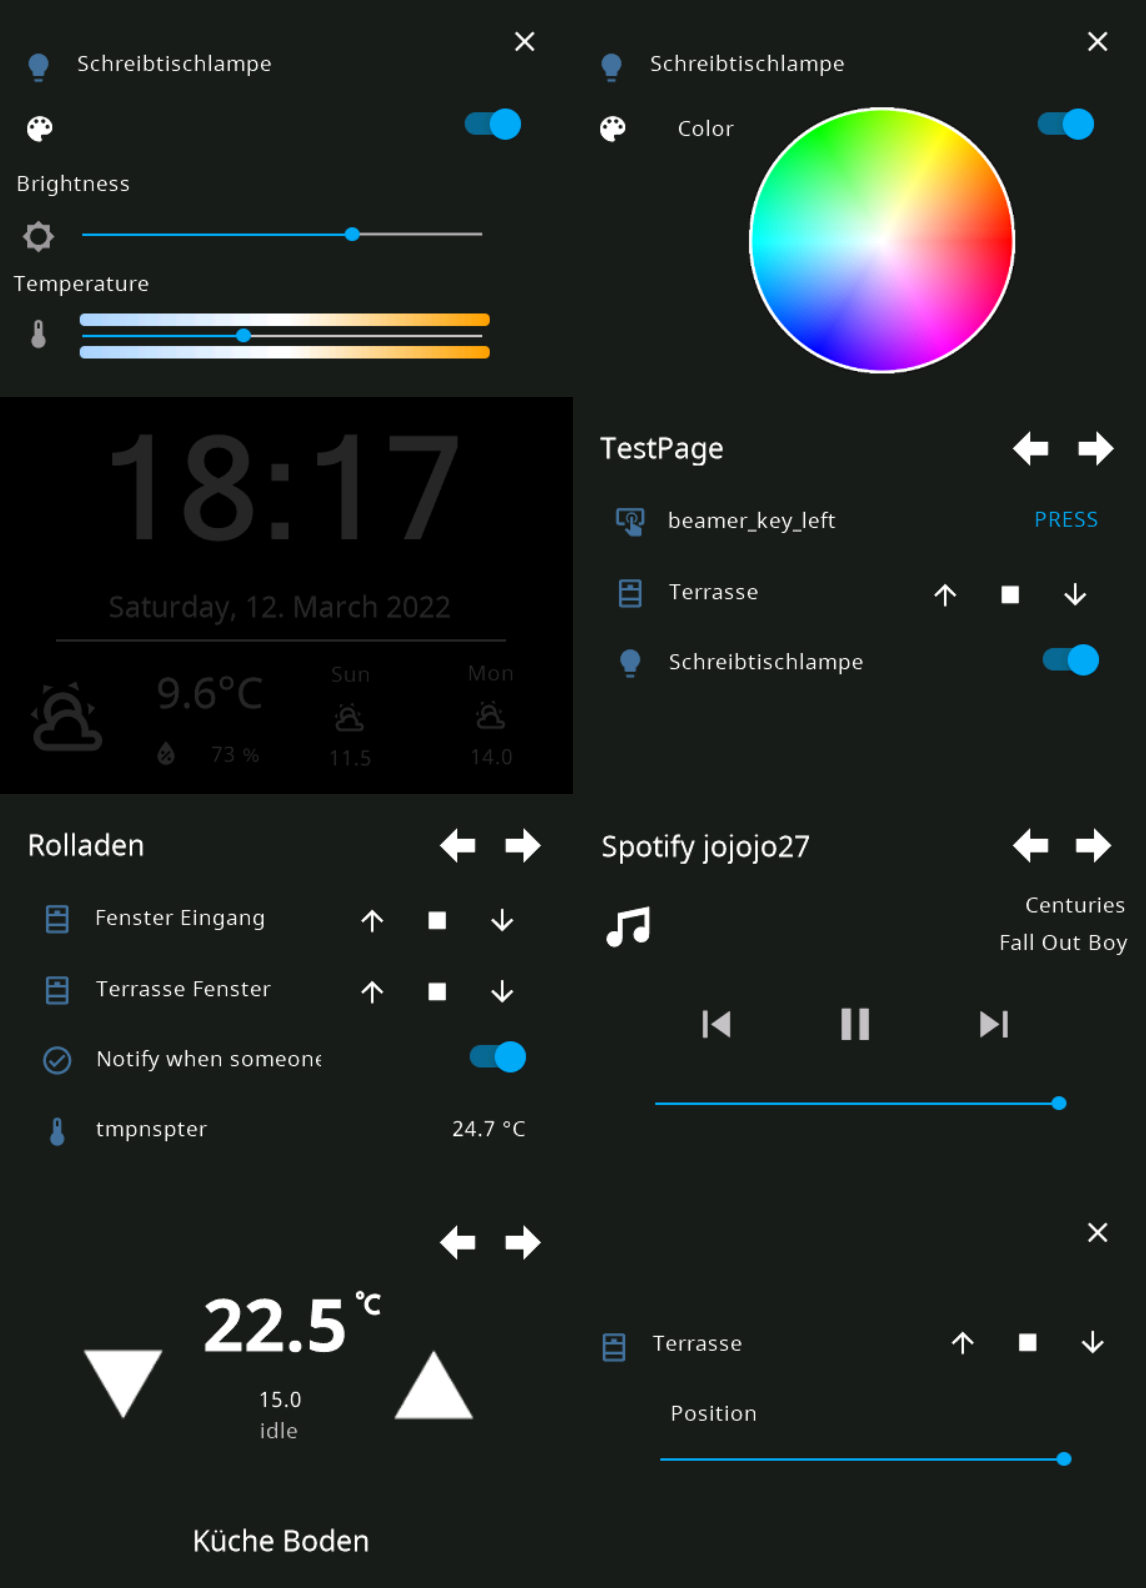 Schreibtischlampe
Brightness
Temperature
Schreibtischlampe
Color
18:17
Saturday, 12. March 2022
9.6°C
73 %
Sun
11.5
Mon
14.0
TestPage
beamer_key_left PRESS
Terrasse
Schreibtischlampe
Rolladen
Fenster Eingang
Terrasse Fenster
Notify when someone
tmpnspter 24.7 °C
Spotify jojojo27
Centuries
Fall Out Boy
22.5 °C
15.0
idle
Küche Boden
Terrasse
Position